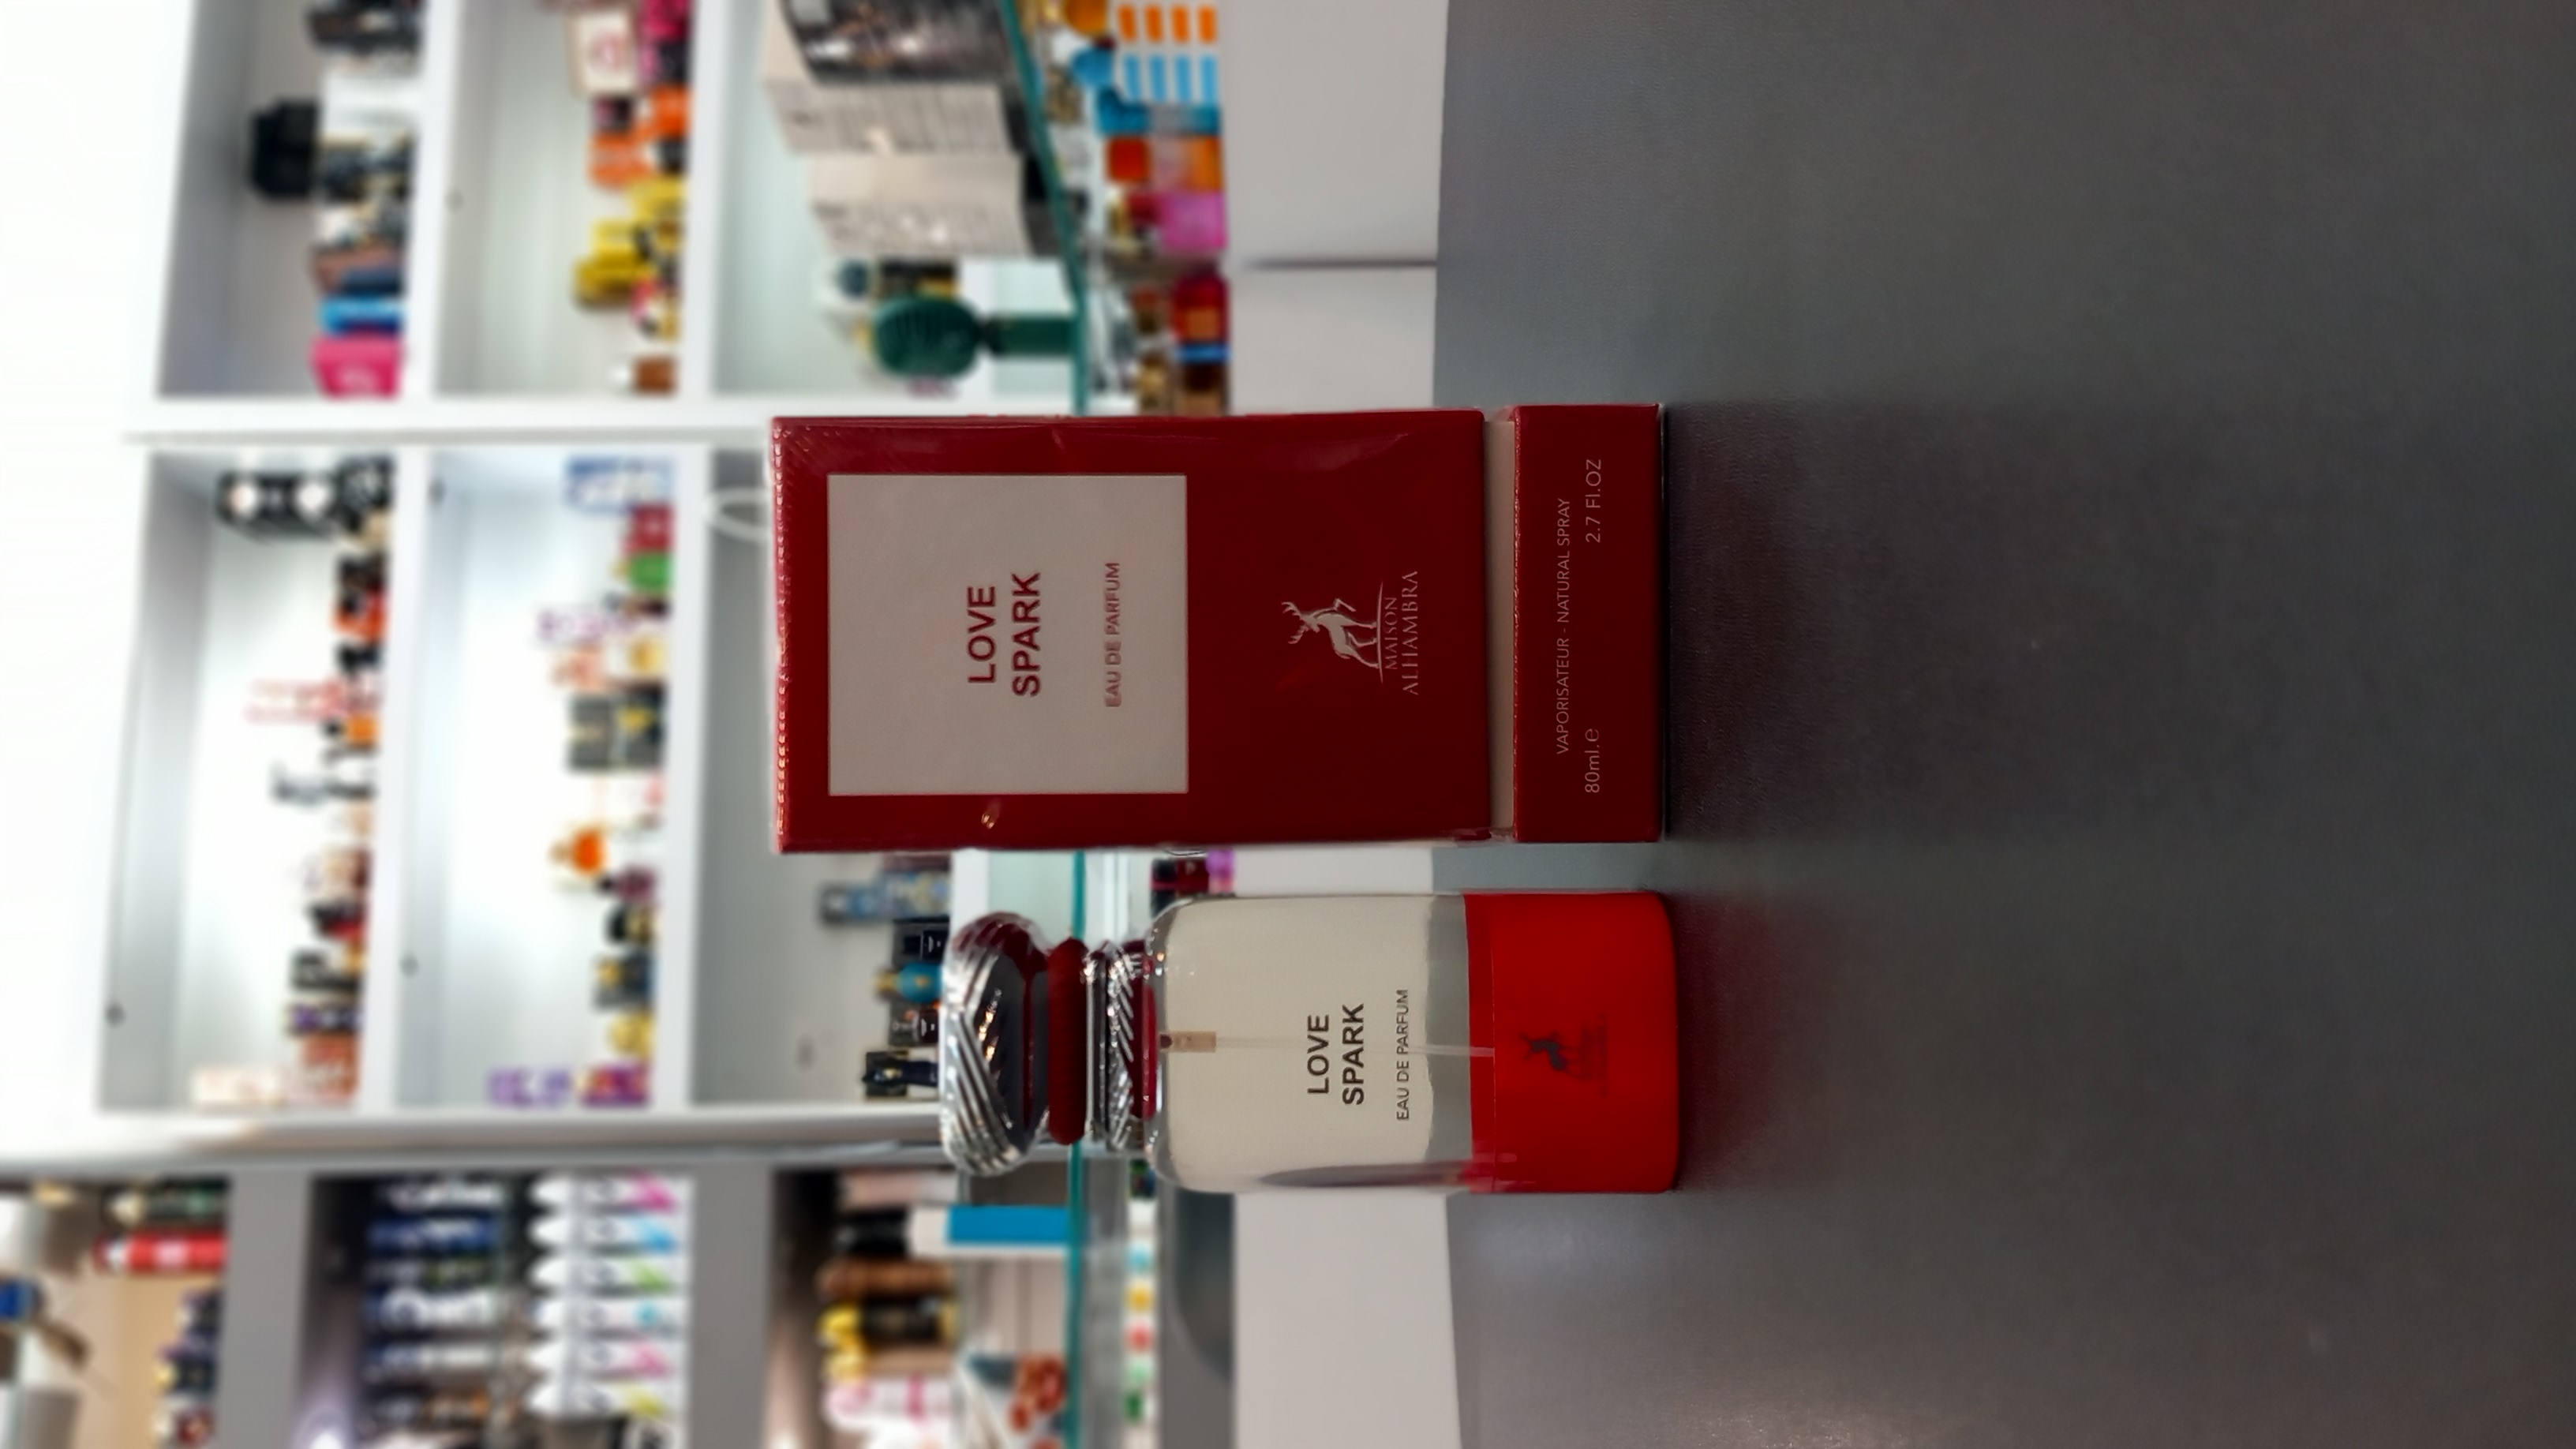 LOVE
SPARK
EAU DE PARFUM
MAISON
ALHAMBRA
VAPORISATEUR - NATURAL SPRAY
80ml.e 2.7 Fl.OZ
LOVE
SPARK
EAU DE PARFUM